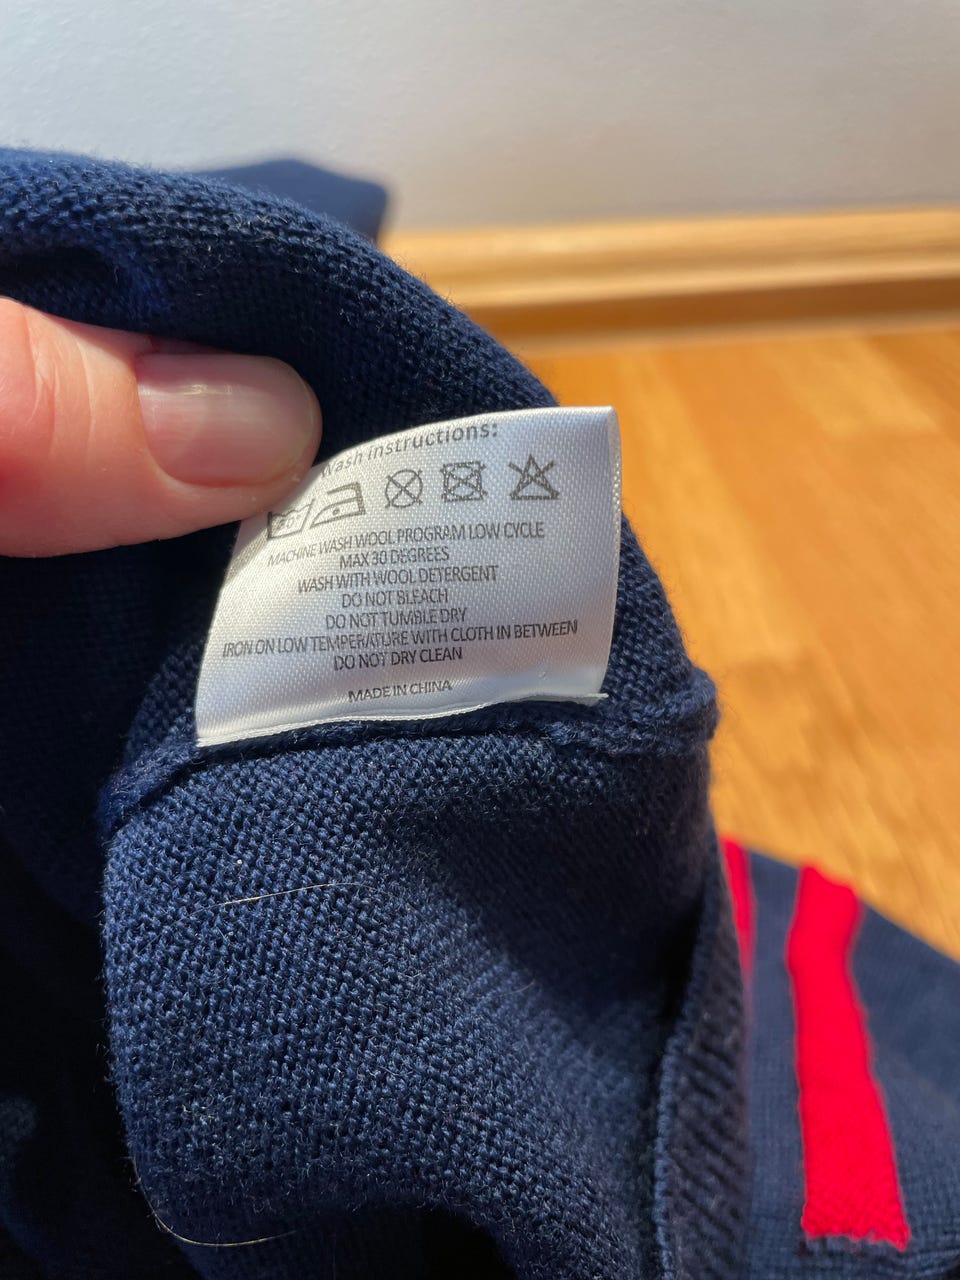 Wash instructions:
30
MACHINE WASH WOOL PROGRAM LOW CYCLE
MAX 30 DEGREES
WASH WITH WOOL DETERGENT
DO NOT BLEACH
DO NOT TUMBLE DRY
IRON ON LOW TEMPERATURE WITH CLOTH IN BETWEEN
DO NOT DRY CLEAN
MADE IN CHINA